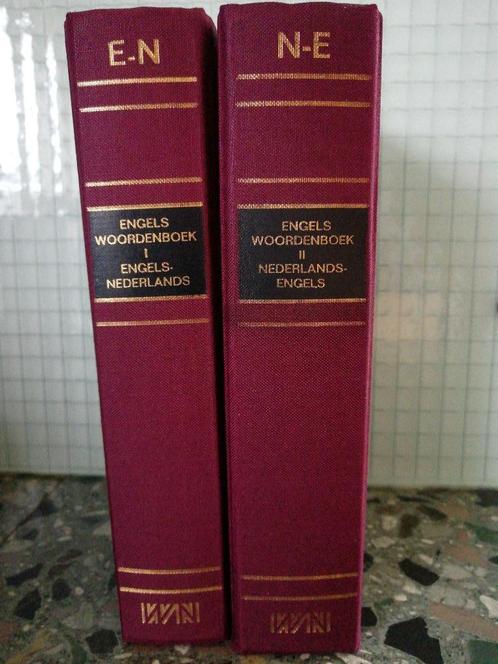 E-N
ENGELS
WOORDENBOEK
I
ENGELS-
NEDERLANDS
N-E
ENGELS
WOORDENBOEK
II
NEDERLANDS-
ENGELS